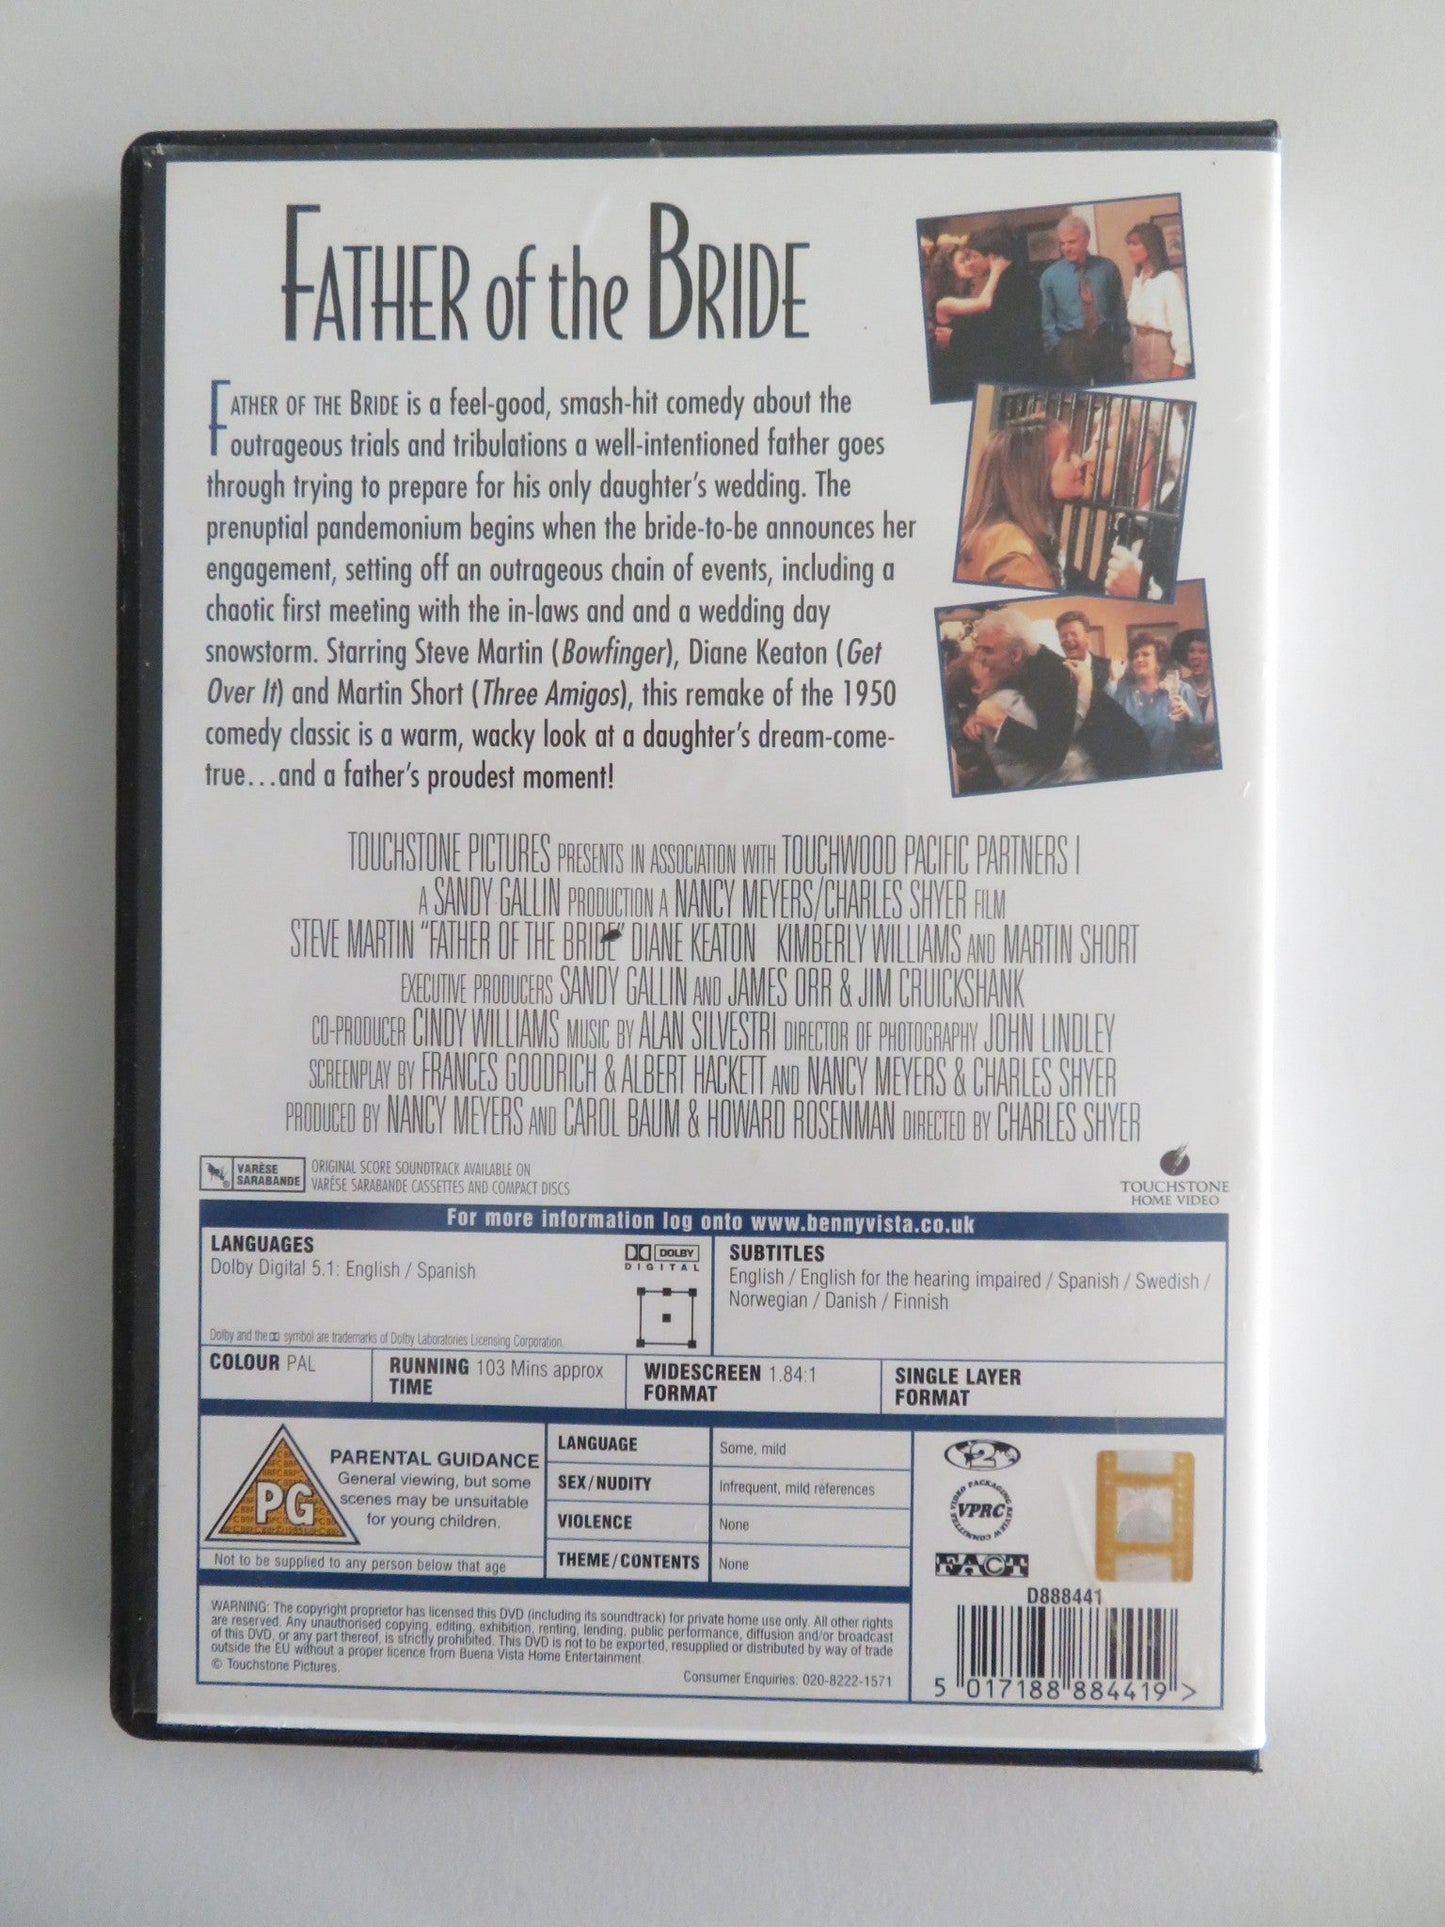 FATHER of the BRIDE
FATHER OF THE BRIDE is a feel-good, smash-hit comedy about the
outrageous trials and tribulations a well-intentioned father goes
through trying to prepare for his only daughter's wedding. The
prenuptial pandemonium begins when the bride-to-be announces her
engagement, setting off an outrageous chain of events, including a
chaotic first meeting with the in-laws and and a wedding day
snowstorm. Starring Steve Martin (Bowfinger), Diane Keaton (Get
Over It) and Martin Short (Three Amigos), this remake of the 1950
comedy classic is a warm, wacky look at a daughter's dream-come-
true...and a father's proudest moment!
TOUCHSTONE PICTURES PRESENTS IN ASSOCIATION WITH TOUCHWOOD PACIFIC PARTNERS I
A SANDY GALLIN PRODUCTION A NANCY MEYERS/CHARLES SHYER FILM
STEVE MARTIN "FATHER OF THE BRIDE" DIANE KEATON KIMBERLY WILLIAMS AND MARTIN SHORT
EXECUTIVE PRODUCERS SANDY GALLIN AND JAMES ORR & JIM CRUICKSHANK
CO-PRODUCER CINDY WILLIAMS MUSIC BY ALAN SILVESTRI DIRECTOR OF PHOTOGRAPHY JOHN LINDLEY
SCREENPLAY BY FRANCES GOODRICH & ALBERT HACKETT AND NANCY MEYERS & CHARLES SHYER
PRODUCED BY NANCY MEYERS AND CAROL BAUM & HOWARD ROSENMAN DIRECTED BY CHARLES SHYER
VARÈSE
SARABANDE
ORIGINAL SCORE SOUNDTRACK AVAILABLE ON
VARÈSE SARABANDE CASSETTES AND COMPACT DISCS
TOUCHSTONE
HOME VIDEO
For more information log onto www.bennyvista.co.uk
LANGUAGES
Dolby Digital 5.1: English / Spanish
DOLBY
DIGITAL
Dolby and the symbol are trademarks of Dolby Laboratories Licensing Corporation.
SUBTITLES
English / English for the hearing impaired / Spanish / Swedish /
Norwegian / Danish / Finnish
COLOUR PAL
RUNNING 103 Mins approx
TIME
WIDESCREEN 1.84:1
FORMAT
SINGLE LAYER
FORMAT
PG
PARENTAL GUIDANCE
General viewing, but some
scenes may be unsuitable
for young children.
Not to be supplied to any person below that age
LANGUAGE Some, mild
SEX/NUDITY Infrequent, mild references
VIOLENCE None
THEME/CONTENTS None
2
VIDEO PACKAGING REVIEW COMMITTEE
VPRC
FACT
D888441
5 017188 884419 >
WARNING: The copyright proprietor has licensed this DVD (including its soundtrack) for private home use only. All other rights
are reserved. Any unauthorised copying, editing, exhibition, renting, lending, public performance, diffusion and/or broadcast
of this DVD, or any part thereof, is strictly prohibited. This DVD is not to be exported, resupplied or distributed by way of trade
outside the EU without a proper licence from Buena Vista Home Entertainment.
© Touchstone Pictures.
Consumer Enquiries: 020-8222-1571